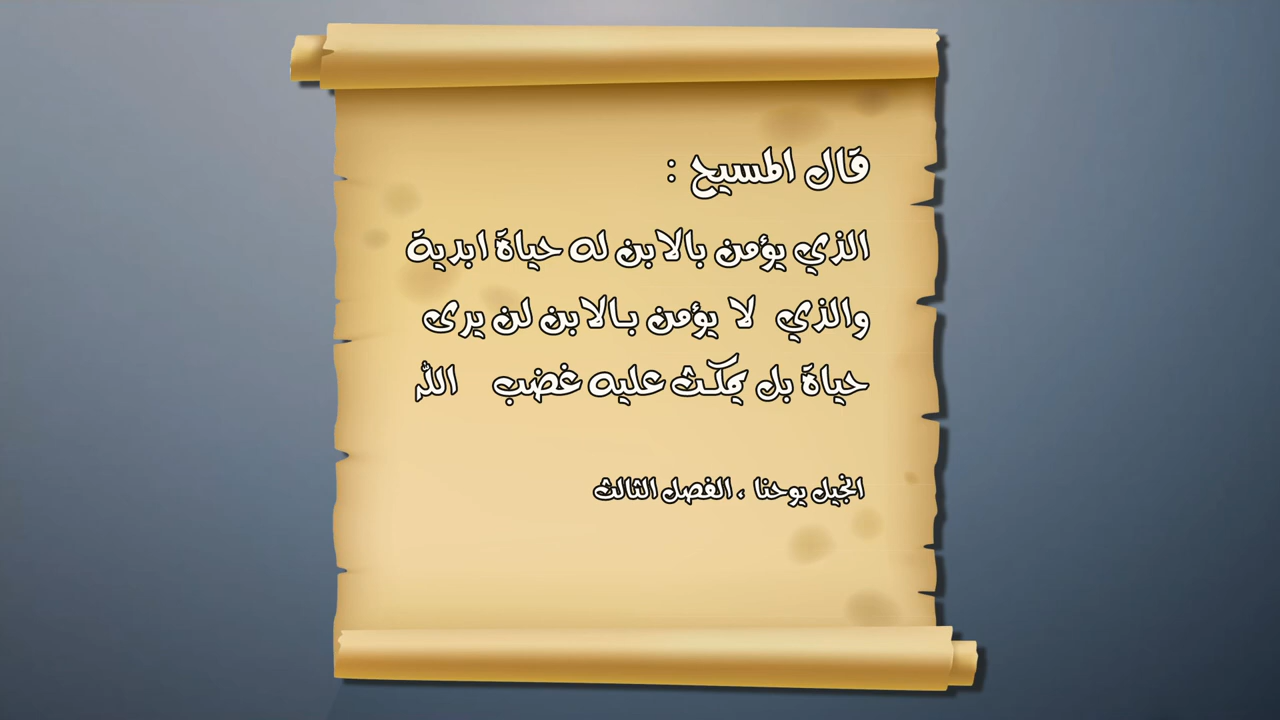 قال المسيح :
الذي يؤمن بالابن له حياة ابدية
والذي لا يؤمن بالابن لن يرى
حياة بل يمكث عليه غضب الله
انجيل يوحنا ، الفصل الثالث